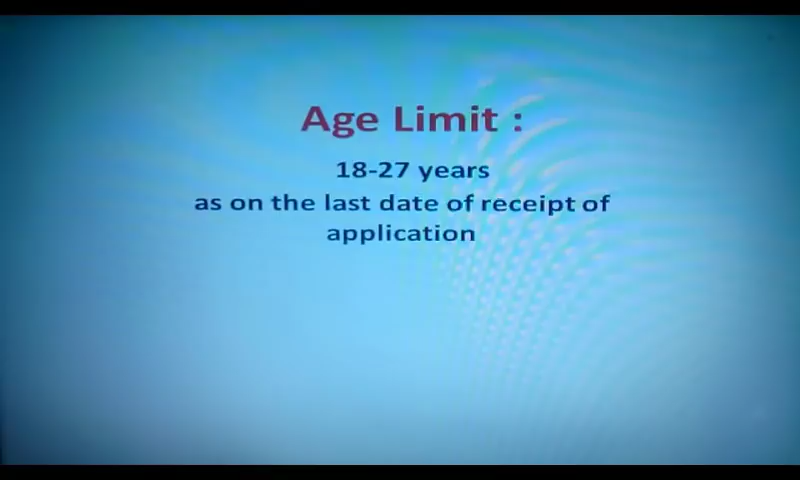 Age Limit :
18-27 years
as on the last date of receipt of
application